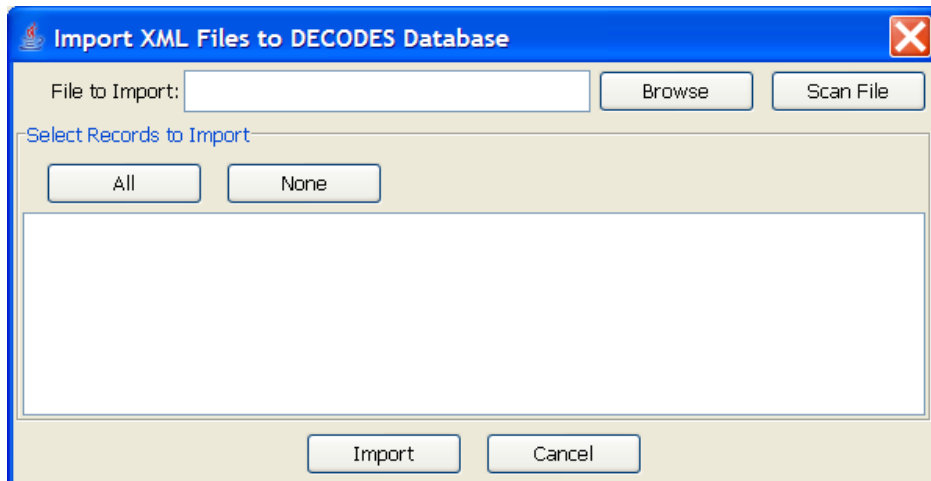 Import XML Files to DECODES Database
File to Import: Browse Scan File
Select Records to Import
All None
Import Cancel